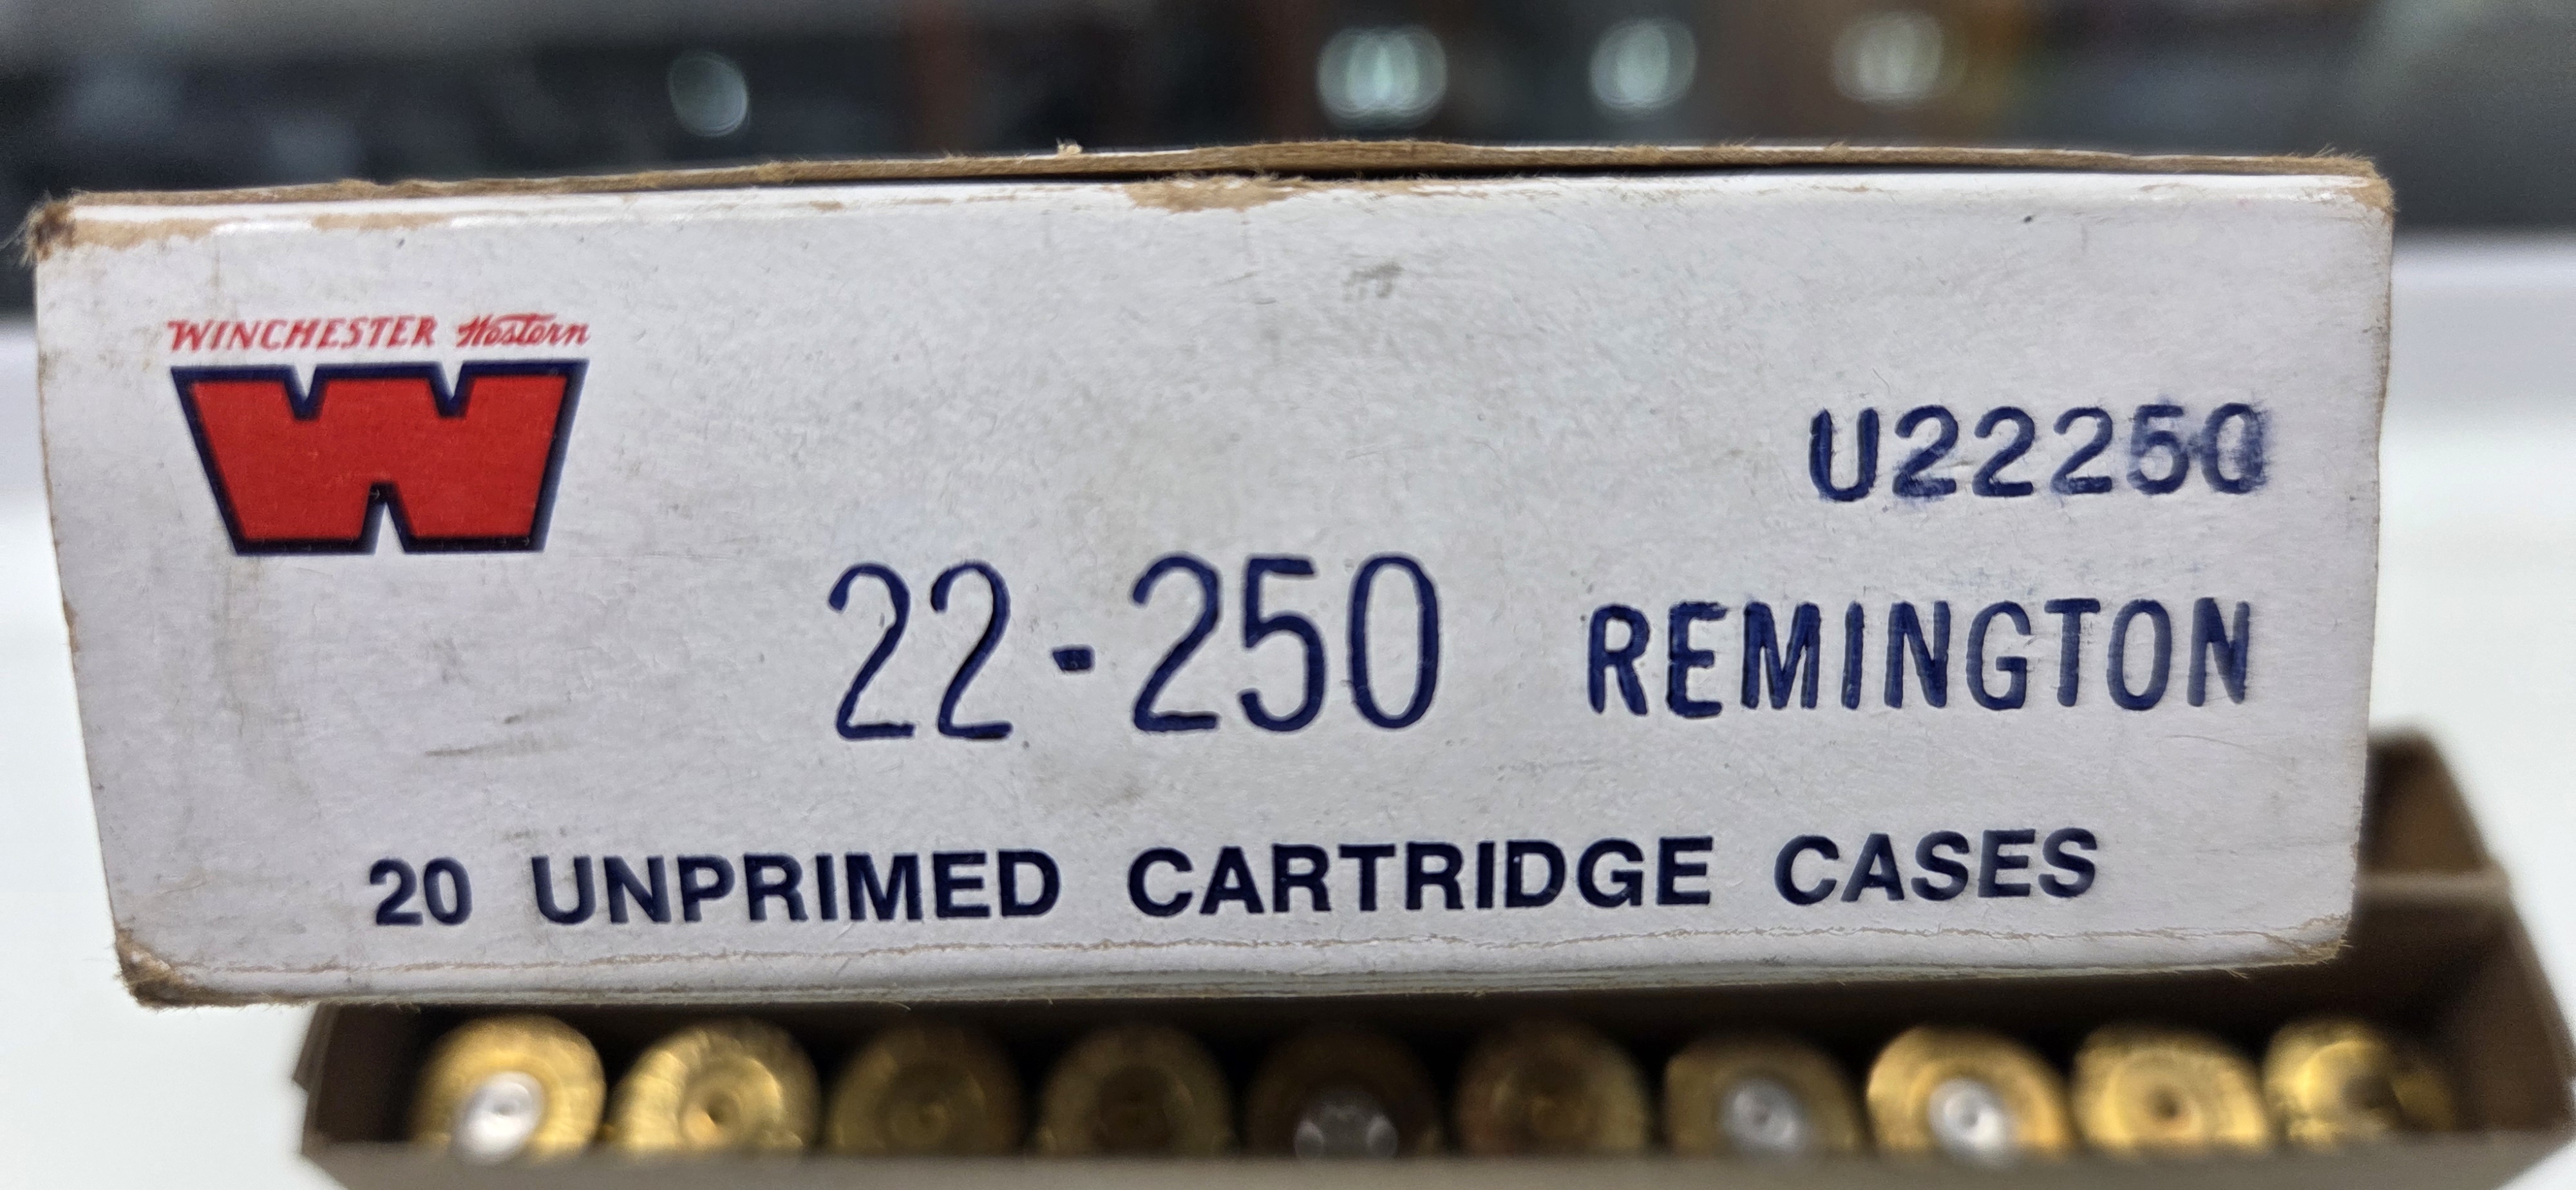 WINCHESTER Western
W
U22250
22-250 REMINGTON
20 UNPRIMED CARTRIDGE CASES